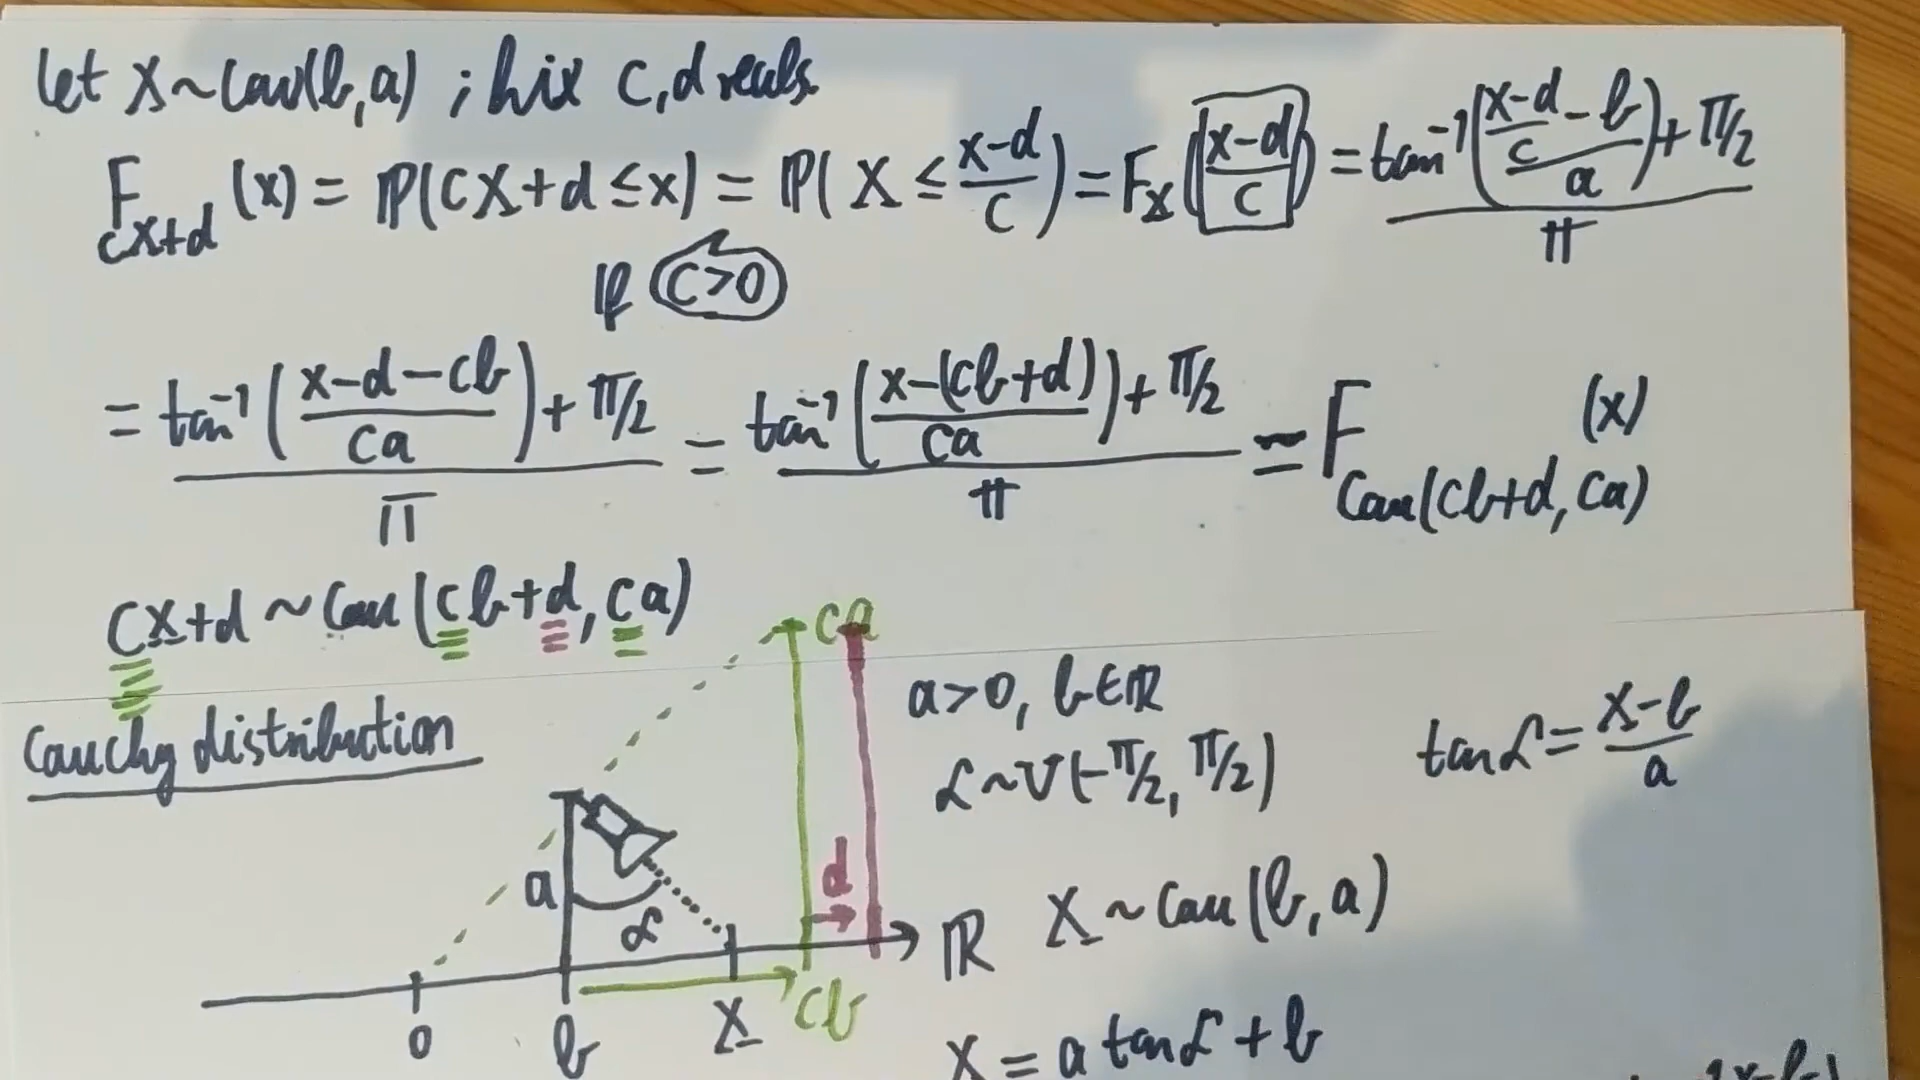 Let X~Cau(b,a) ; fix c,d reals.
F_{cX+d}(x) = ℙ(cX+d ≤ x) = ℙ(X ≤ (x-d)/c) = F_X((x-d)/c) = (tan⁻¹(((x-d)/c - b)/a) + π/2)/π
if c>0
= (tan⁻¹((x-d-cb)/(ca)) + π/2)/π = (tan⁻¹((x-(cb+d))/(ca)) + π/2)/π = F_{Cau(cb+d, ca)}(x)
cX+d ~ Cau(cb+d, ca)
ca
a>0, b∈ℝ
Cauchy distribution
tan α = (X-b)/a
α~U(-π/2, π/2)
a
α
d
ℝ
X ~ Cau(b,a)
0
b
X
cb
X = a tan α + b